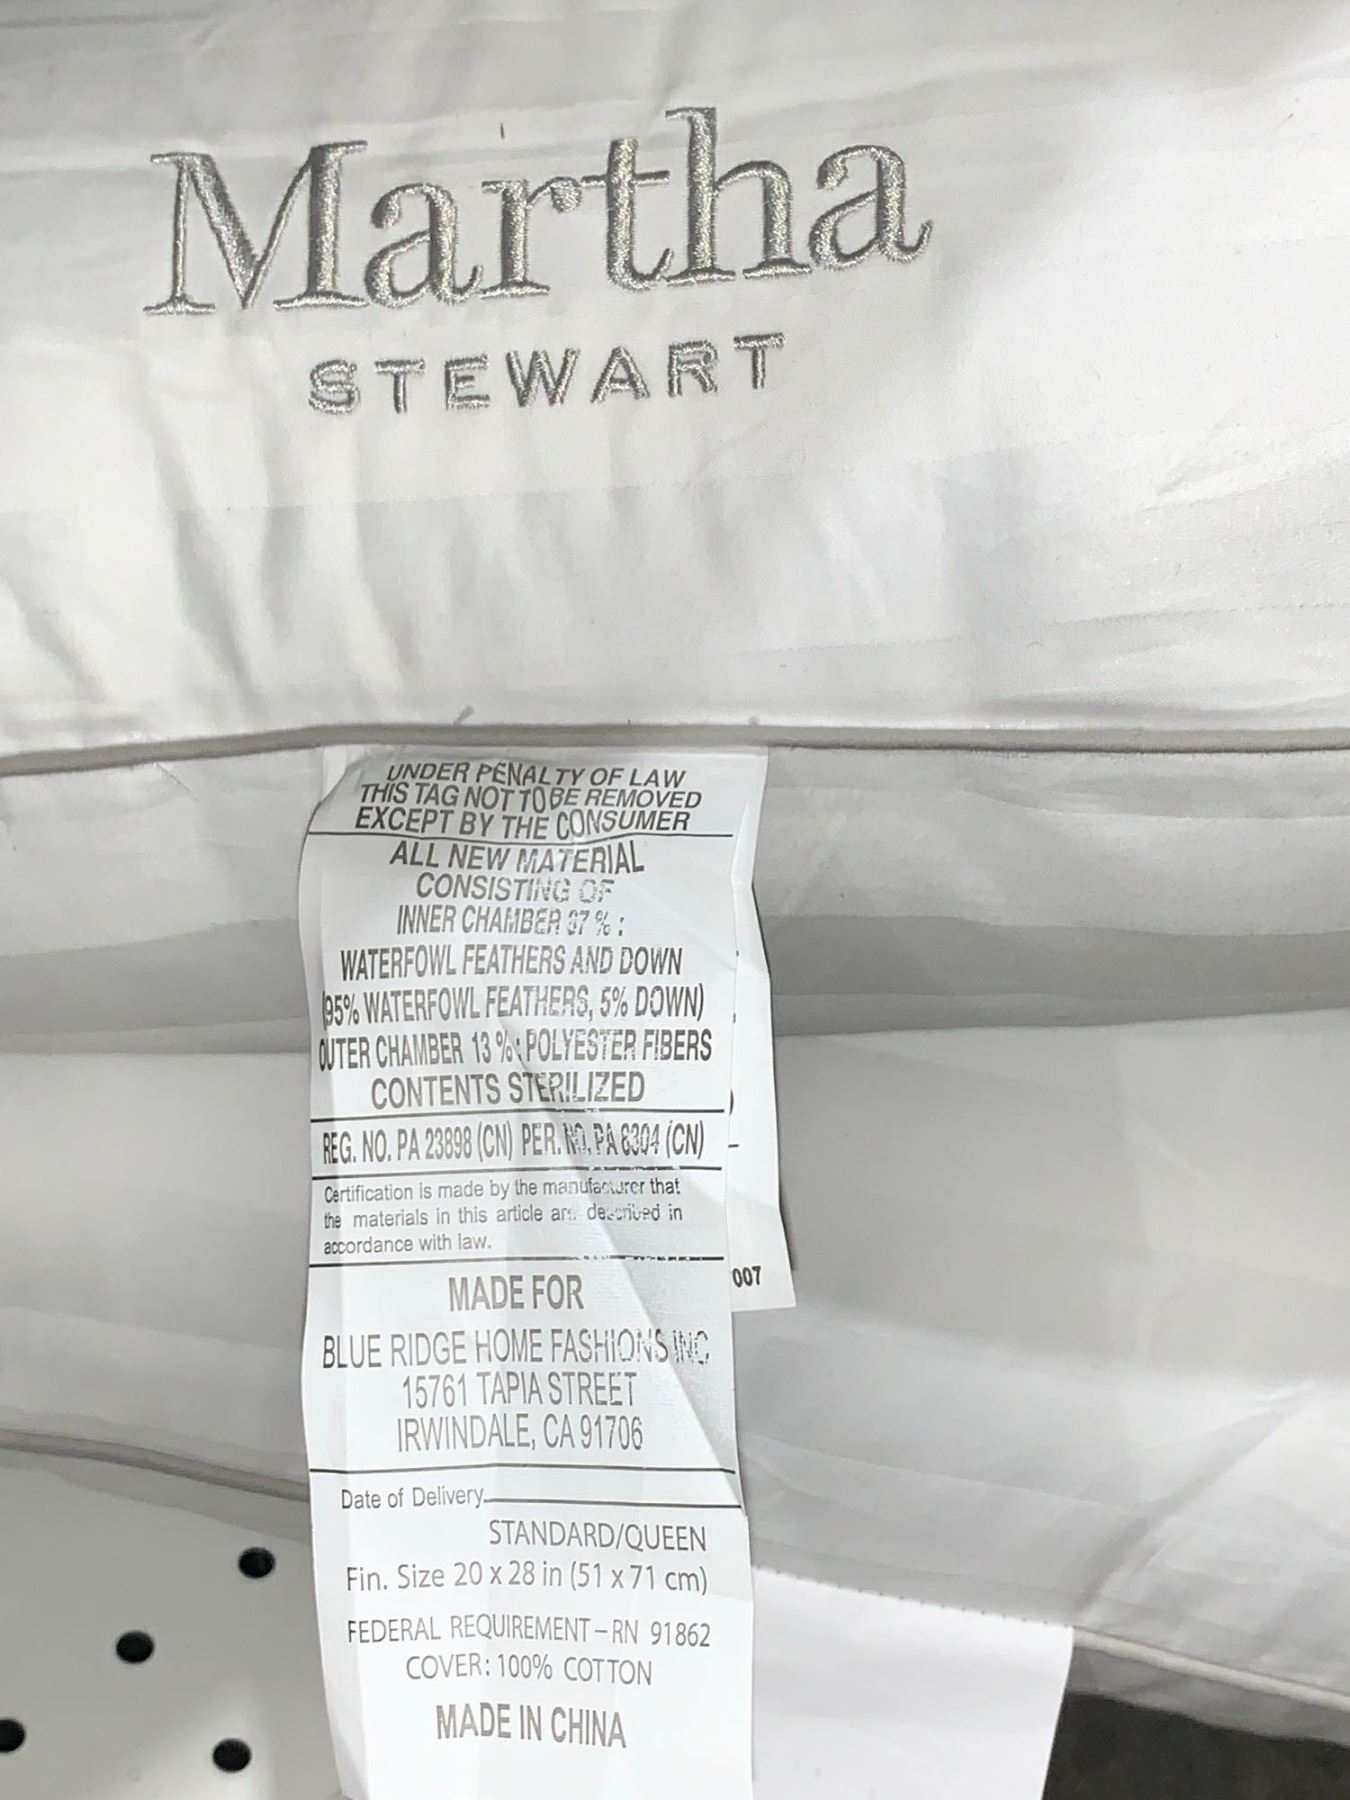 Martha
STEWART
UNDER PENALTY OF LAW
THIS TAG NOT TO BE REMOVED
EXCEPT BY THE CONSUMER
ALL NEW MATERIAL
CONSISTING OF
INNER CHAMBER 87 % :
WATERFOWL FEATHERS AND DOWN
(95% WATERFOWL FEATHERS, 5% DOWN)
OUTER CHAMBER 13 % : POLYESTER FIBERS
CONTENTS STERILIZED
REG. NO. PA 23898 (CN) PER. NO. PA 6304 (CN)
Certification is made by the manufacturer that
the materials in this article are described in
accordance with law.
007
MADE FOR
BLUE RIDGE HOME FASHIONS INC
15761 TAPIA STREET
IRWINDALE, CA 91706
Date of Delivery
STANDARD/QUEEN
Fin. Size 20 x 28 in (51 x 71 cm)
FEDERAL REQUIREMENT – RN 91862
COVER: 100% COTTON
MADE IN CHINA